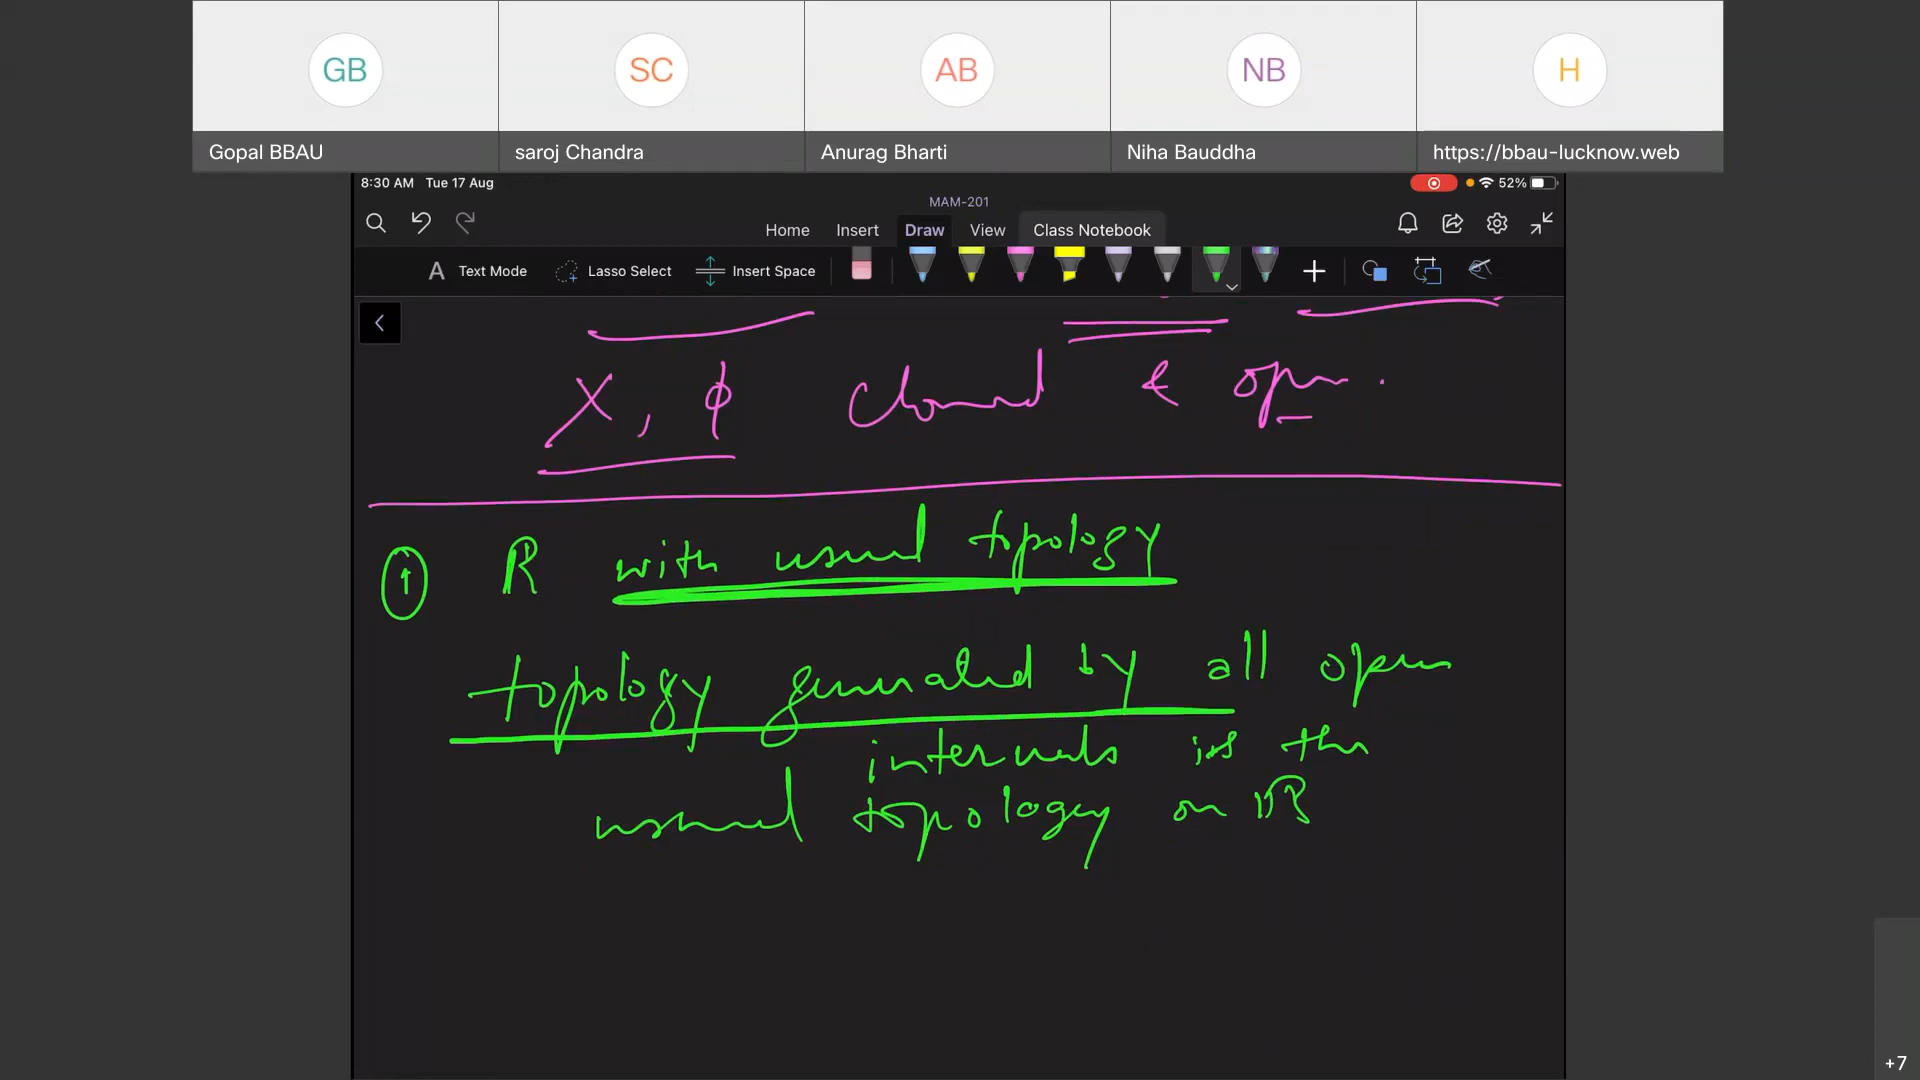 GB SC AB NB H
Gopal BBAU saroj Chandra Anurag Bharti Niha Bauddha https://bbau-lucknow.web
8:30 AM Tue 17 Aug 52%
MAM-201
Home Insert Draw View Class Notebook
A Text Mode Lasso Select Insert Space
X, φ closed & open.
① R with usual topology
topology generated by all open
intervals is the
usual topology on ℝ
+7